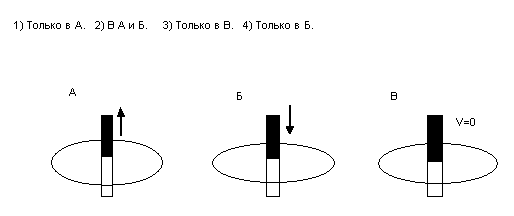 1) Только в А. 2) В А и Б. 3) Только в В. 4) Только в Б.
А Б В
V=0